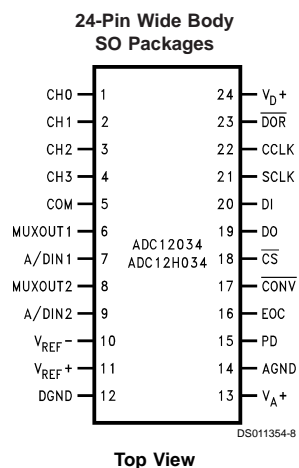 24-Pin Wide Body
SO Packages
CH0 1 24 V_D+
CH1 2 23 D̅O̅R̅
CH2 3 22 CCLK
CH3 4 21 SCLK
COM 5 20 DI
MUXOUT1 6 19 DO
ADC12034
A/DIN1 7 18 C̅S̅
ADC12H034
MUXOUT2 8 17 C̅O̅N̅V̅
A/DIN2 9 16 EOC
V_REF− 10 15 PD
V_REF+ 11 14 AGND
DGND 12 13 V_A+
DS011354-8
Top View